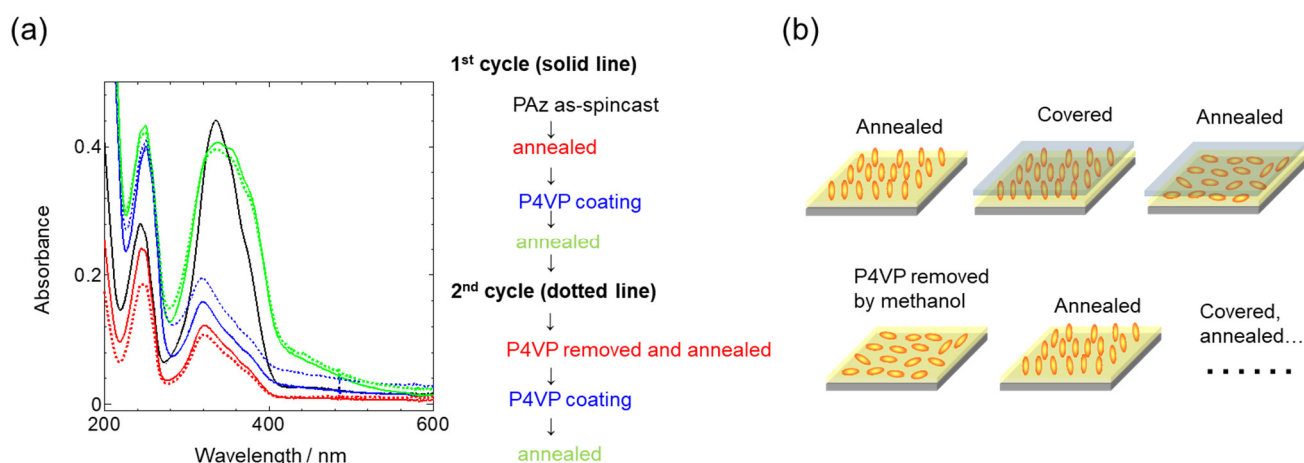 (a)
1st cycle (solid line)
PAz as-spincast
↓
annealed
↓
P4VP coating
↓
annealed
↓
2nd cycle (dotted line)
↓
P4VP removed and annealed
↓
P4VP coating
↓
annealed
Absorbance
0.4
0.2
0
200
400
600
Wavelength / nm
(b)
Annealed
Covered
Annealed
P4VP removed
by methanol
Annealed
Covered,
annealed...
......